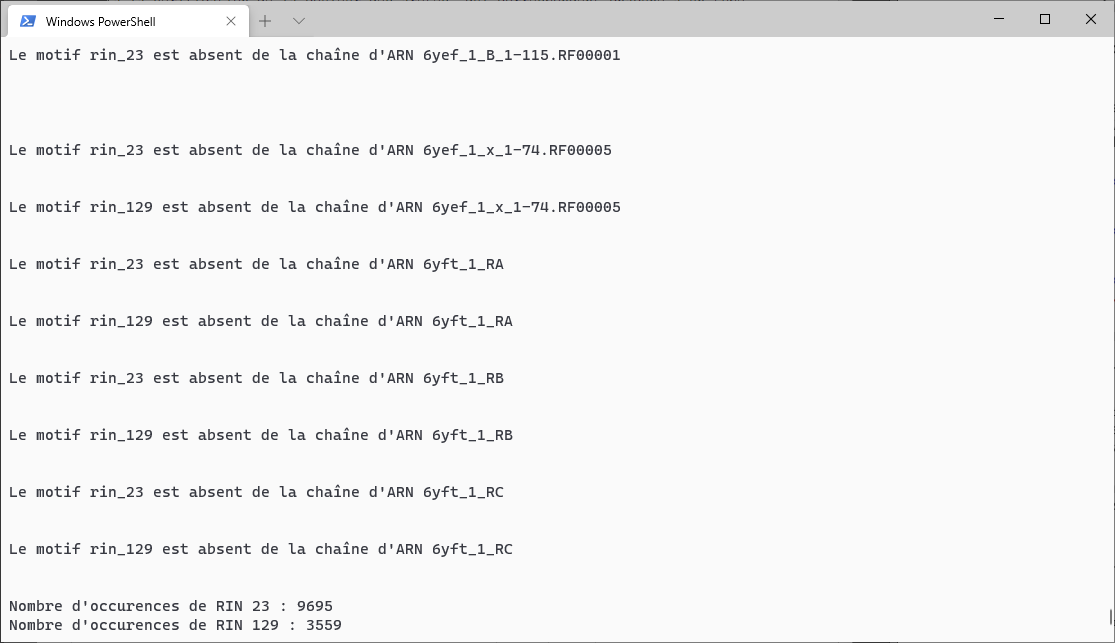 Windows PowerShell
Le motif rin_23 est absent de la chaîne d'ARN 6yef_1_B_1-115.RF00001
Le motif rin_23 est absent de la chaîne d'ARN 6yef_1_x_1-74.RF00005
Le motif rin_129 est absent de la chaîne d'ARN 6yef_1_x_1-74.RF00005
Le motif rin_23 est absent de la chaîne d'ARN 6yft_1_RA
Le motif rin_129 est absent de la chaîne d'ARN 6yft_1_RA
Le motif rin_23 est absent de la chaîne d'ARN 6yft_1_RB
Le motif rin_129 est absent de la chaîne d'ARN 6yft_1_RB
Le motif rin_23 est absent de la chaîne d'ARN 6yft_1_RC
Le motif rin_129 est absent de la chaîne d'ARN 6yft_1_RC
Nombre d'occurences de RIN 23 : 9695
Nombre d'occurences de RIN 129 : 3559